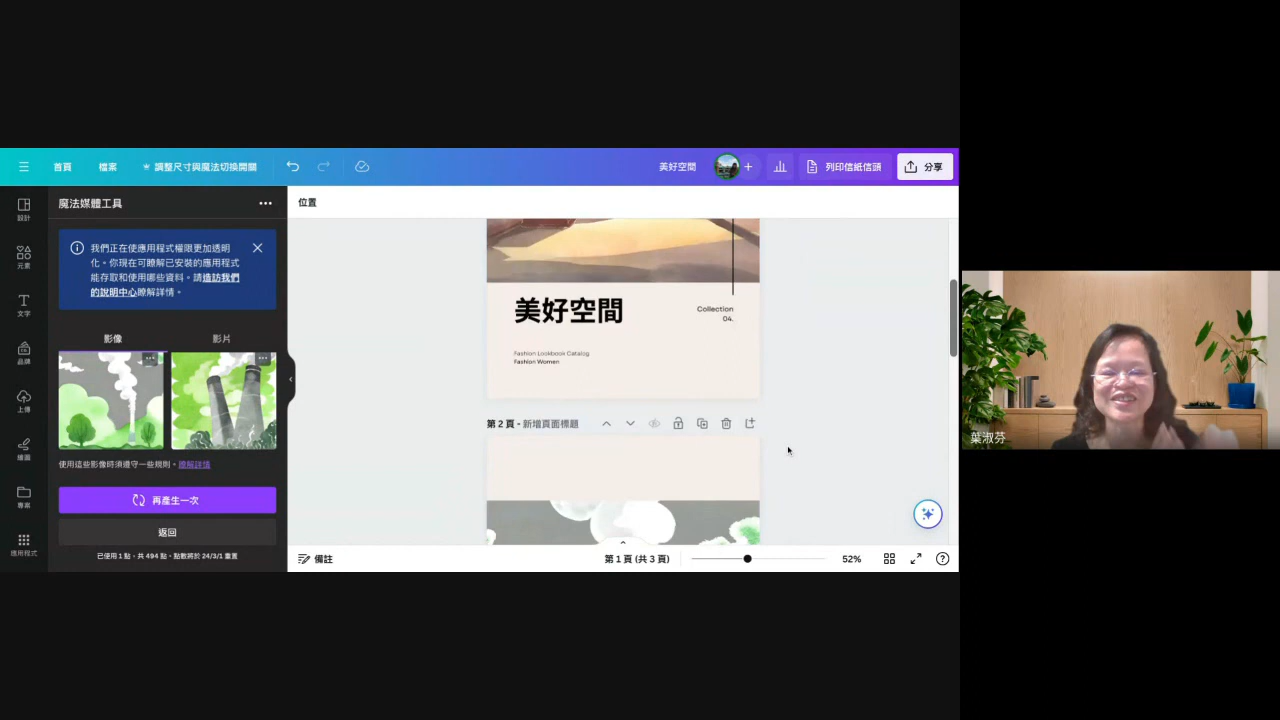 首頁
檔案
調整尺寸與魔法切換開關
美好空間
列印信紙信頭
分享
設計
元素
文字
品牌
上傳
繪圖
專案
應用程式
魔法媒體工具
我們正在使應用程式權限更加透明
化。你現在可瞭解已安裝的應用程式
能存取和使用哪些資料。請造訪我們
的說明中心瞭解詳情。
影像
影片
使用這些影像時須遵守一些規則。瞭解詳情
再產生一次
返回
已使用 1 點,共 494 點。點數將於 24/3/1 重置
位置
美好空間
Collection
04.
Fashion Lookbook Catalog
Fashion Women
第 2 頁 - 新增頁面標題
備註
第 1 頁 (共 3 頁)
52%
葉淑芬